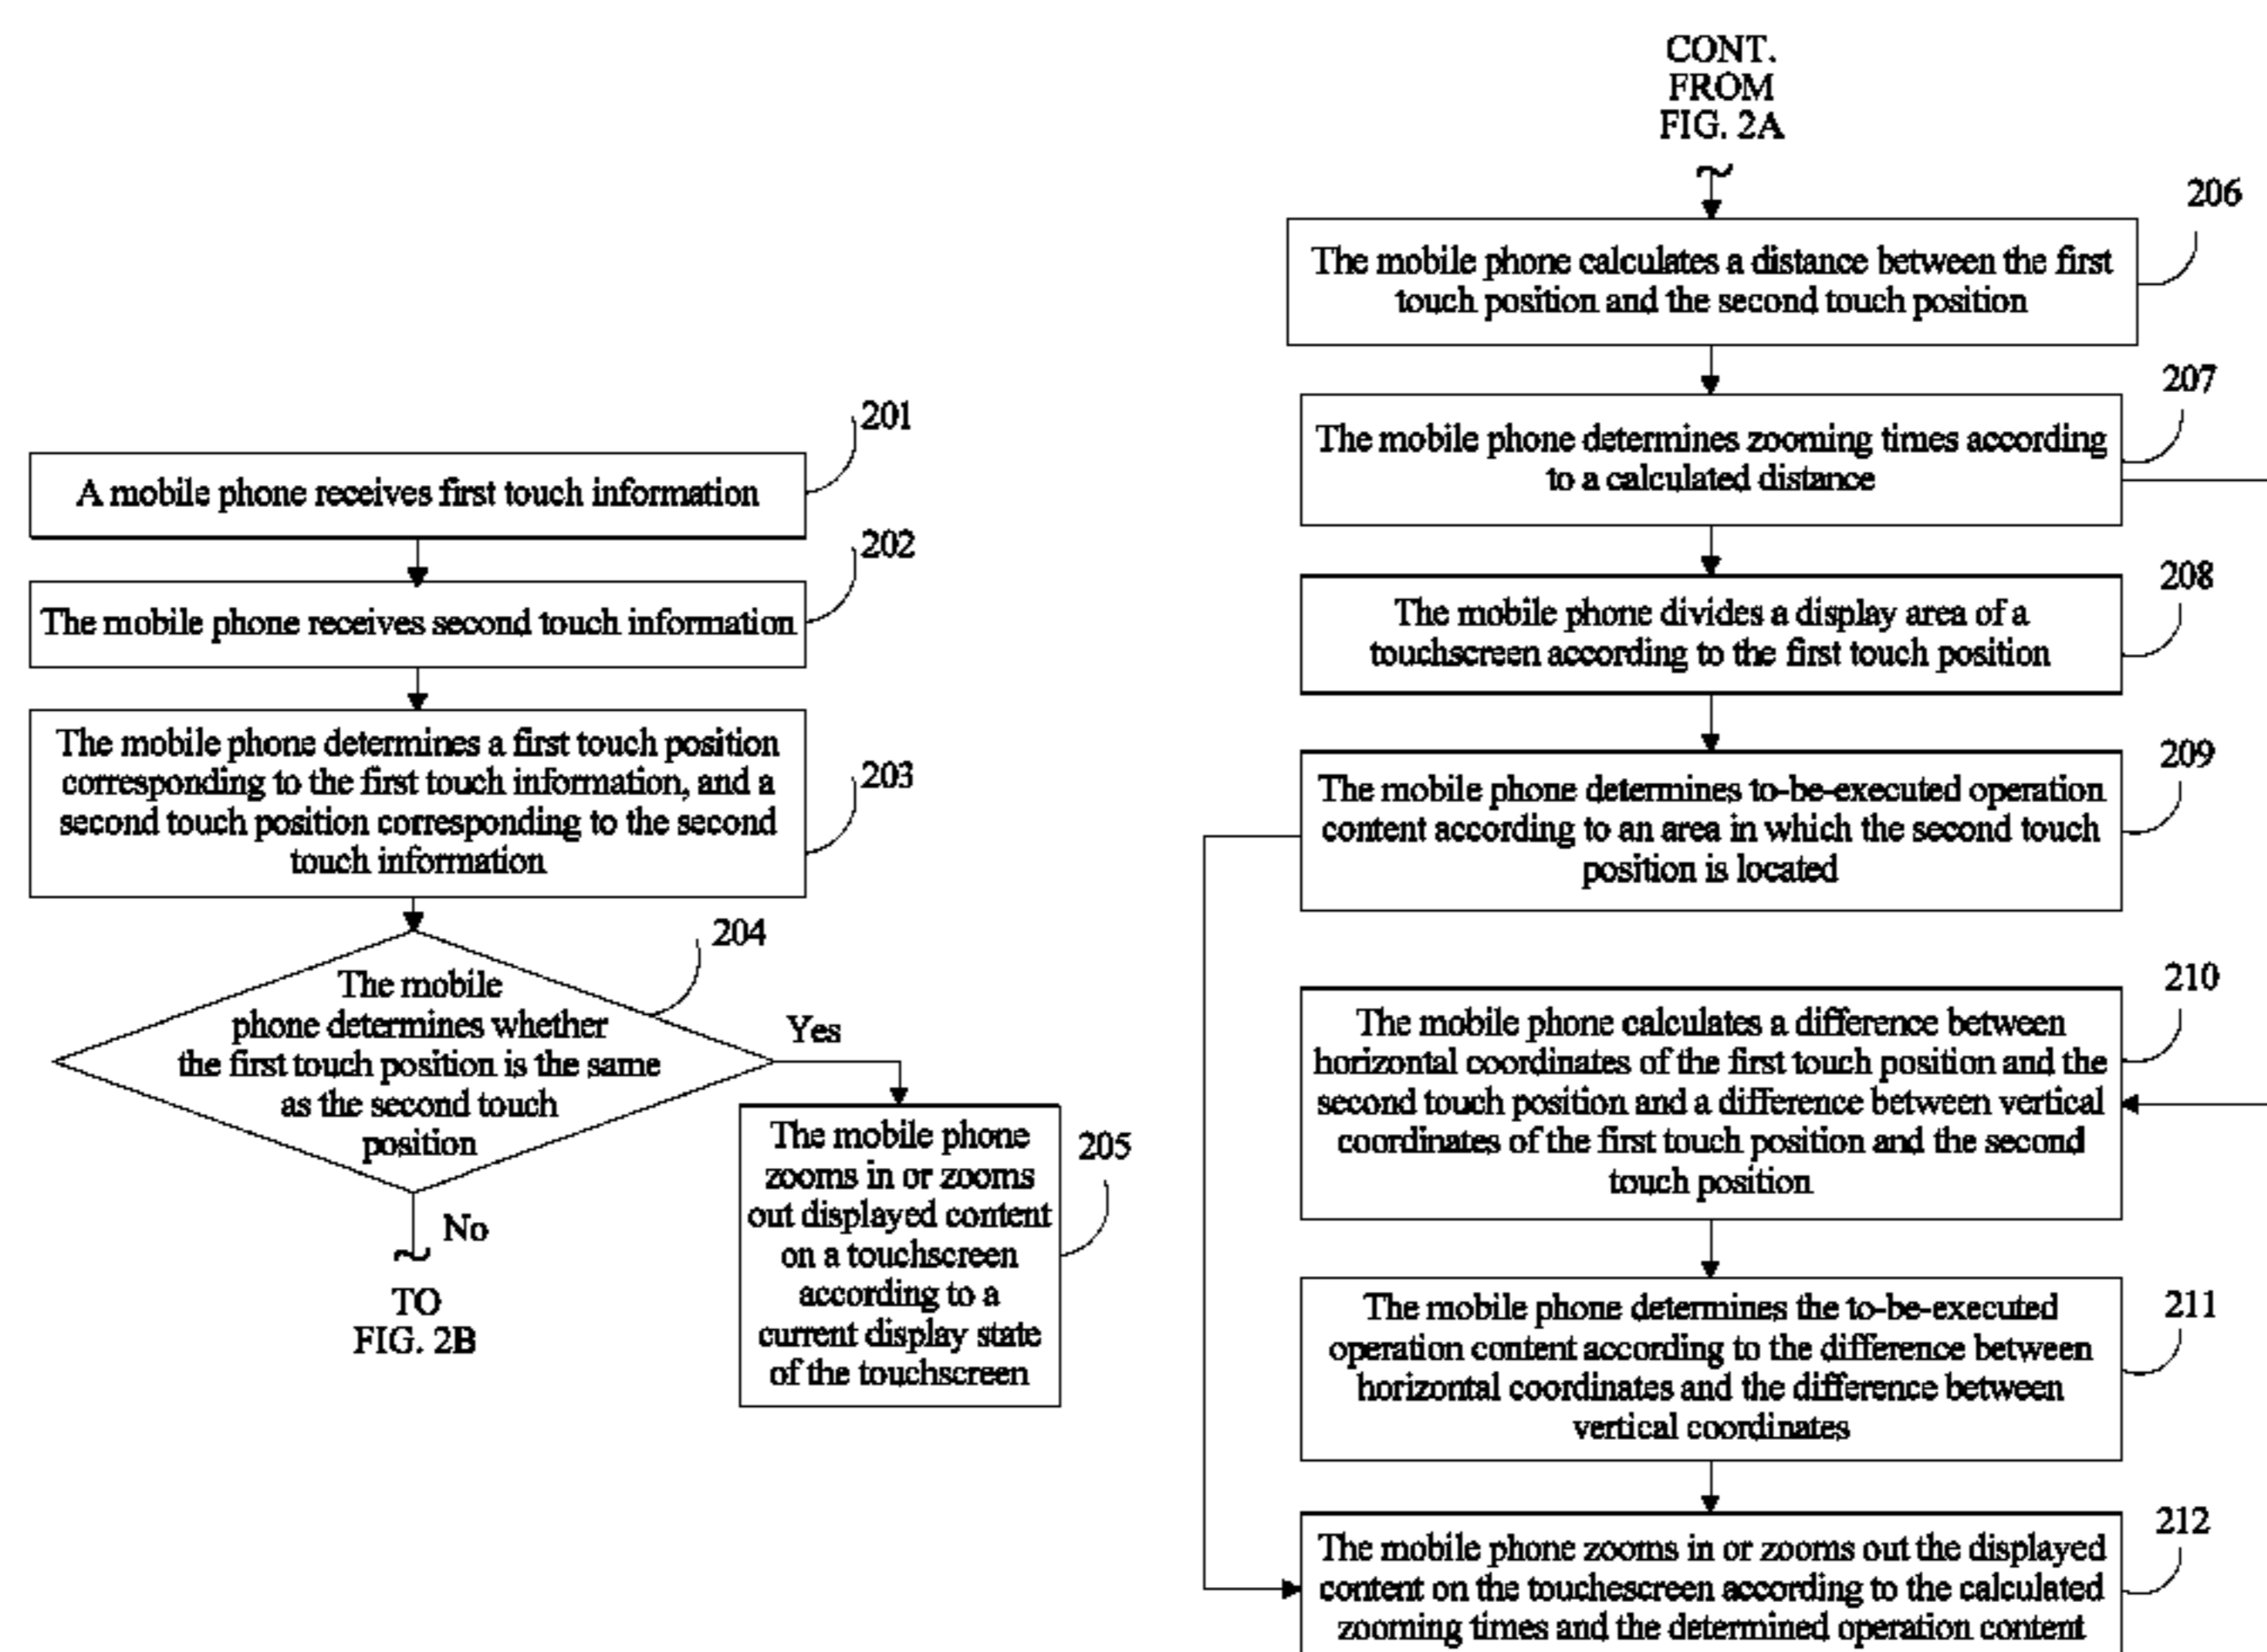 201
A mobile phone receives first touch information
202
The mobile phone receives second touch information
The mobile phone determines a first touch position
corresponding to the first touch information, and a
second touch position corresponding to the second
touch information
203
204
The mobile
phone determines whether
the first touch position is the same
as the second touch
position
Yes
No
TO
FIG. 2B
The mobile phone
zooms in or zooms
out displayed content
on a touchscreen
according to a
current display state
of the touchscreen
205
CONT.
FROM
FIG. 2A
206
The mobile phone calculates a distance between the first
touch position and the second touch position
207
The mobile phone determines zooming times according
to a calculated distance
208
The mobile phone divides a display area of a
touchscreen according to the first touch position
209
The mobile phone determines to-be-executed operation
content according to an area in which the second touch
position is located
210
The mobile phone calculates a difference between
horizontal coordinates of the first touch position and the
second touch position and a difference between vertical
coordinates of the first touch position and the second
touch position
211
The mobile phone determines the to-be-executed
operation content according to the difference between
horizontal coordinates and the difference between
vertical coordinates
212
The mobile phone zooms in or zooms out the displayed
content on the touchescreen according to the calculated
zooming times and the determined operation content